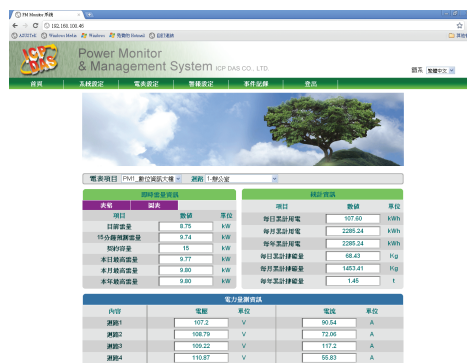 PM Monitor 系統
192.168.100.46
Windows
ICP
DAS
Power Monitor
& Management System ICP DAS CO., LTD.
語系 繁體中文
首頁 系統設定 電表設定 警報設定 事件記錄 登出
電表項目 PM1_數位資訊大樓 迴路 1-辦公室
即時需量資訊
表格 圖表
項目 數值 單位
目前需量 8.75 kW
15分鐘預測需量 9.74 kW
契約容量 15 kW
本日最高需量 9.77 kW
本月最高需量 9.80 kW
本年最高需量 9.80 kW
統計資訊
項目 數值 單位
每日累計用電 107.60 kWh
每月累計用電 2285.24 kWh
每年累計用電 2285.24 kWh
每日累計排碳量 68.43 Kg
每月累計排碳量 1453.41 Kg
每年累計排碳量 1.45 t
電力量測資訊
內容 電壓 單位 電流 單位
迴路1 107.2 V 90.54 A
迴路2 108.79 V 72.06 A
迴路3 109.22 V 117.2 A
迴路4 110.87 V 55.83 A